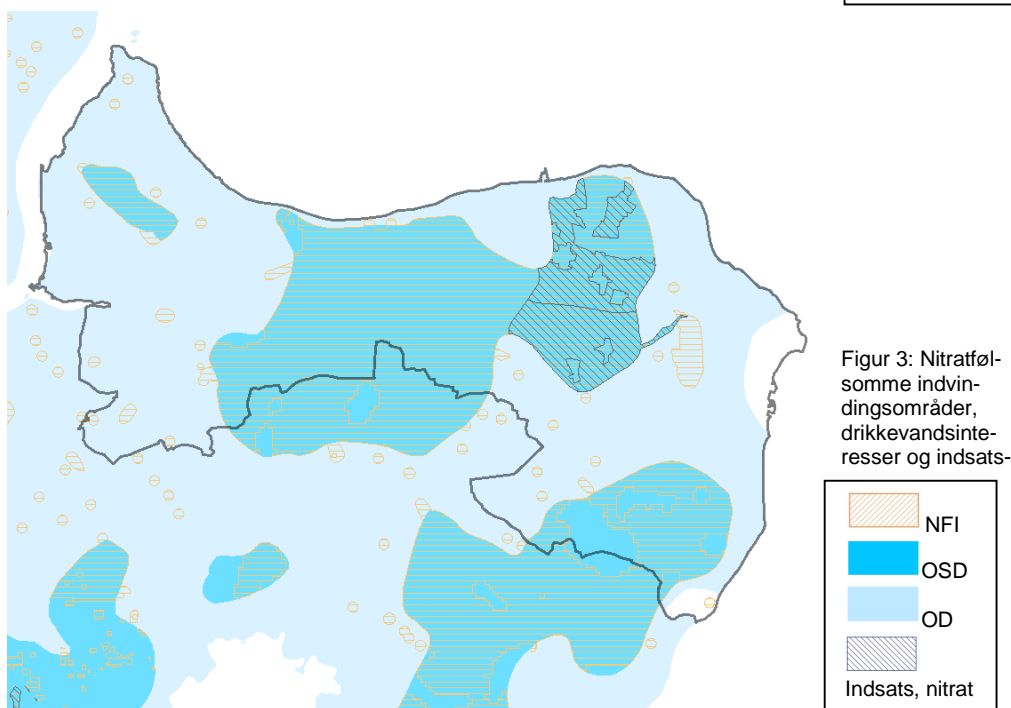 Figur 3: Nitratføl-
somme indvin-
dingsområder,
drikkevandsinte-
resser og indsats-
NFI
OSD
OD
Indsats, nitrat